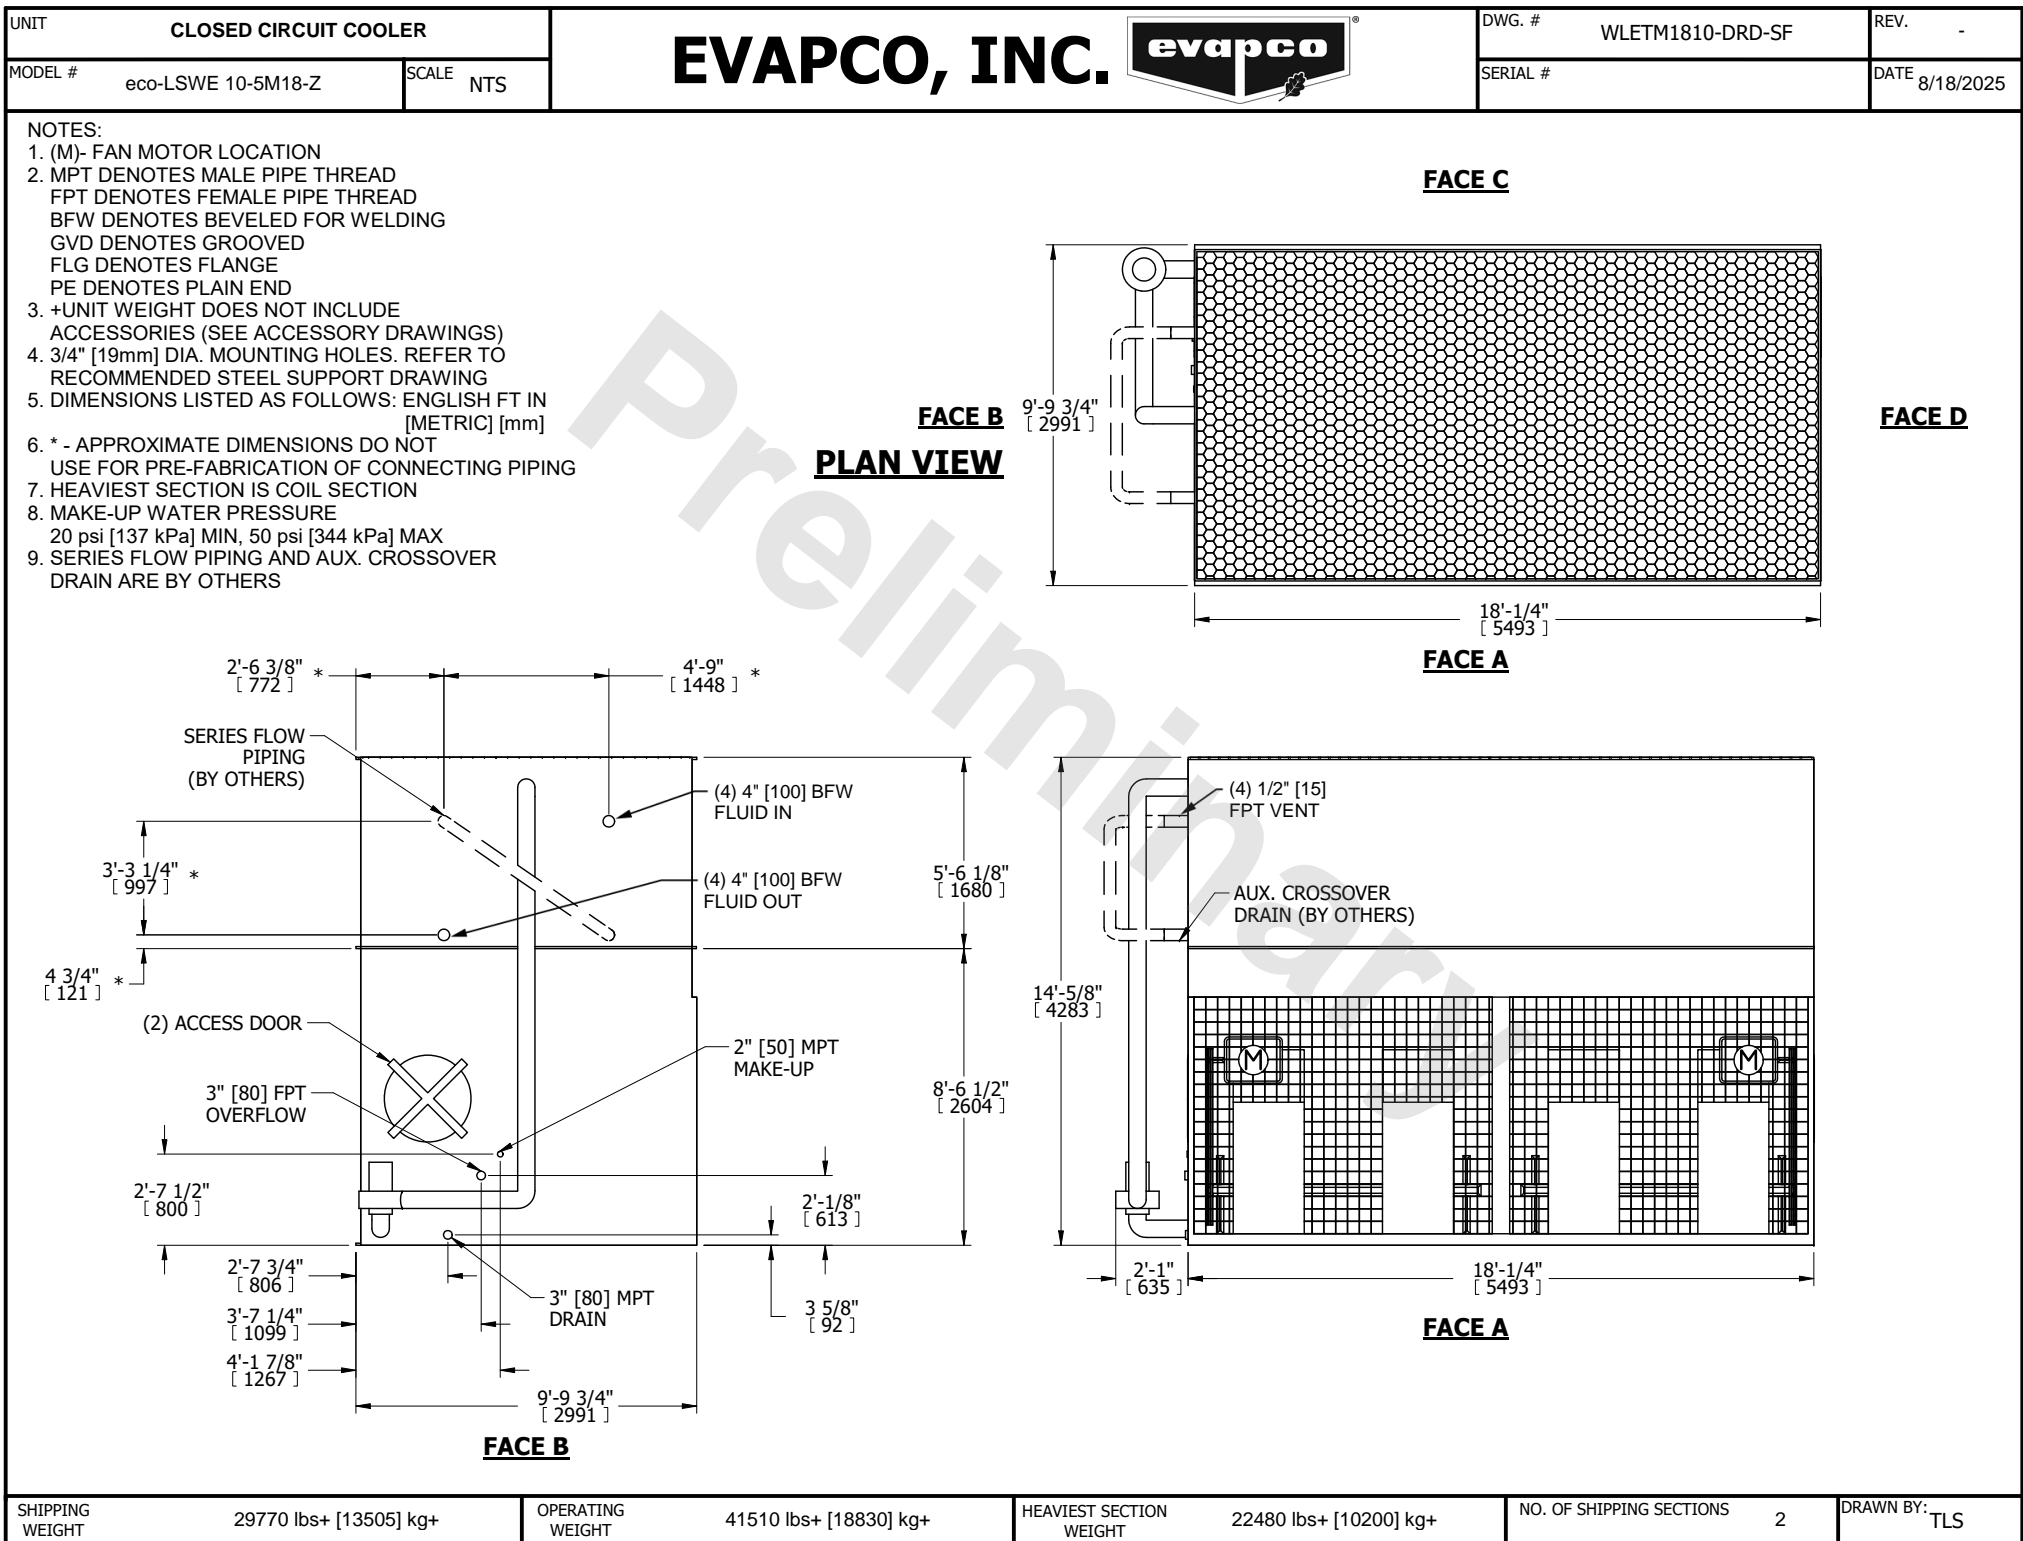 UNIT
CLOSED CIRCUIT COOLER
MODEL #
eco-LSWE 10-5M18-Z
SCALE
NTS
EVAPCO, INC.
evapco
®
DWG. #
WLETM1810-DRD-SF
REV.
-
SERIAL #
DATE
8/18/2025
NOTES:
1. (M)- FAN MOTOR LOCATION
2. MPT DENOTES MALE PIPE THREAD
FPT DENOTES FEMALE PIPE THREAD
BFW DENOTES BEVELED FOR WELDING
GVD DENOTES GROOVED
FLG DENOTES FLANGE
PE DENOTES PLAIN END
3. +UNIT WEIGHT DOES NOT INCLUDE
ACCESSORIES (SEE ACCESSORY DRAWINGS)
4. 3/4" [19mm] DIA. MOUNTING HOLES. REFER TO
RECOMMENDED STEEL SUPPORT DRAWING
5. DIMENSIONS LISTED AS FOLLOWS: ENGLISH FT IN
[METRIC] [mm]
6. * - APPROXIMATE DIMENSIONS DO NOT
USE FOR PRE-FABRICATION OF CONNECTING PIPING
7. HEAVIEST SECTION IS COIL SECTION
8. MAKE-UP WATER PRESSURE
20 psi [137 kPa] MIN, 50 psi [344 kPa] MAX
9. SERIES FLOW PIPING AND AUX. CROSSOVER
DRAIN ARE BY OTHERS
Preliminary
FACE C
FACE B
PLAN VIEW
9'-9 3/4"
[ 2991 ]
FACE D
18'-1/4"
[ 5493 ]
FACE A
2'-6 3/8" *
[ 772 ]
4'-9" *
[ 1448 ]
SERIES FLOW
PIPING
(BY OTHERS)
(4) 4" [100] BFW
FLUID IN
3'-3 1/4" *
[ 997 ]
(4) 4" [100] BFW
FLUID OUT
5'-6 1/8"
[ 1680 ]
4 3/4" *
[ 121 ]
(2) ACCESS DOOR
2" [50] MPT
MAKE-UP
3" [80] FPT
OVERFLOW
8'-6 1/2"
[ 2604 ]
2'-7 1/2"
[ 800 ]
2'-1/8"
[ 613 ]
2'-7 3/4"
[ 806 ]
3" [80] MPT
DRAIN
3 5/8"
[ 92 ]
3'-7 1/4"
[ 1099 ]
4'-1 7/8"
[ 1267 ]
9'-9 3/4"
[ 2991 ]
FACE B
(4) 1/2" [15]
FPT VENT
AUX. CROSSOVER
DRAIN (BY OTHERS)
14'-5/8"
[ 4283 ]
M
M
2'-1"
[ 635 ]
18'-1/4"
[ 5493 ]
FACE A
SHIPPING
WEIGHT
29770 lbs+ [13505] kg+
OPERATING
WEIGHT
41510 lbs+ [18830] kg+
HEAVIEST SECTION
WEIGHT
22480 lbs+ [10200] kg+
NO. OF SHIPPING SECTIONS
2
DRAWN BY:
TLS